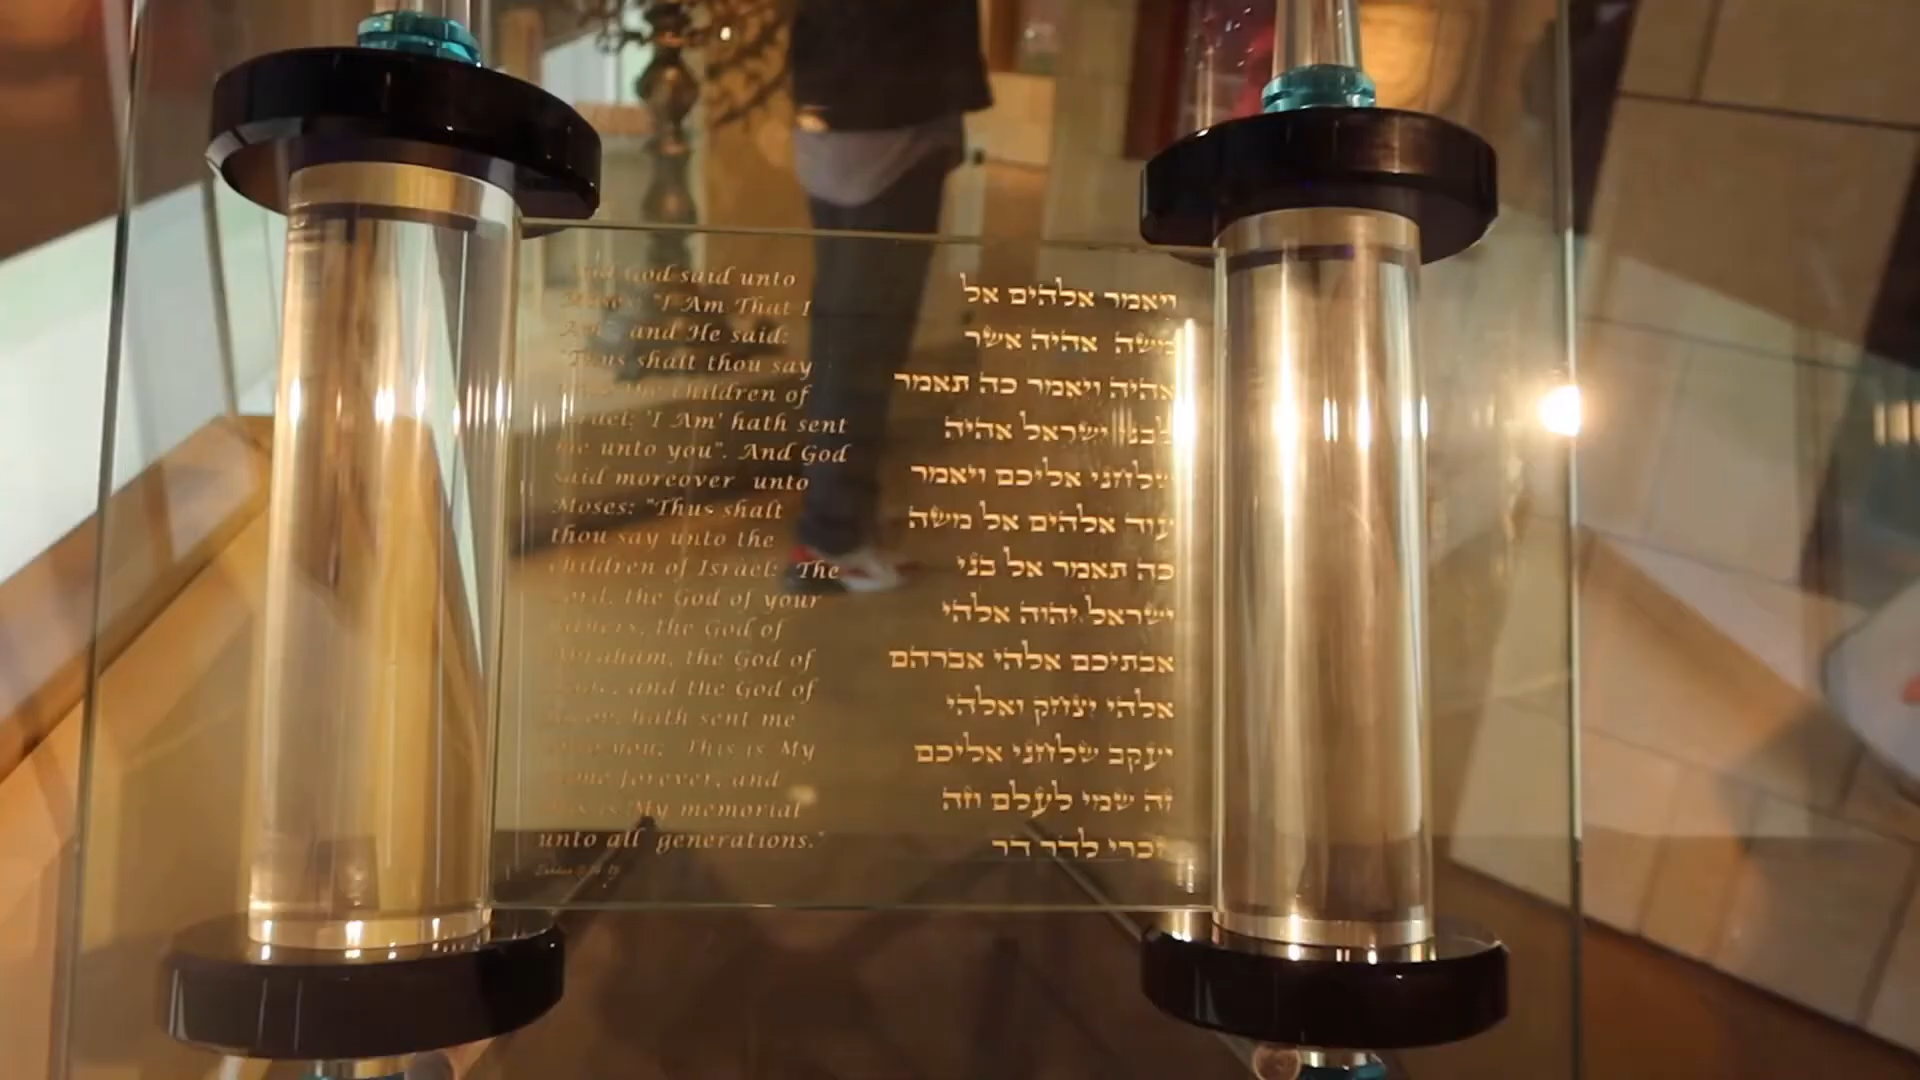 God said unto
"I Am That I
and He said:
Thus shalt thou say
children of
Israel; 'I Am' hath sent
me unto you". And God
said moreover unto
Moses: "Thus shalt
thou say unto the
children of Israel: The
Lord, the God of your
fathers, the God of
Abraham, the God of
and the God of
hath sent me
you; This is My
forever, and
this is My memorial
unto all generations."
ויאמר אלהים אל
משה אהיה אשר
אהיה ויאמר כה תאמר
לבני ישראל אהיה
שלחני אליכם ויאמר
עוד אלהים אל משה
כה תאמר אל בני
ישראל יהוה אלהי
אבתיכם אלהי אברהם
אלהי יצחק ואלהי
יעקב שלחני אליכם
זה שמי לעלם וזה
זכרי לדר דר